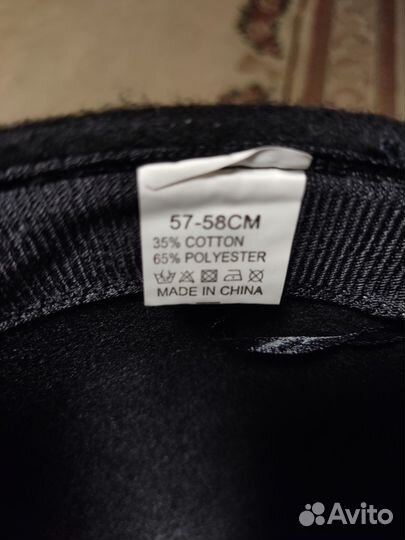 57-58CM
35% COTTON
65% POLYESTER
MADE IN CHINA
Avito